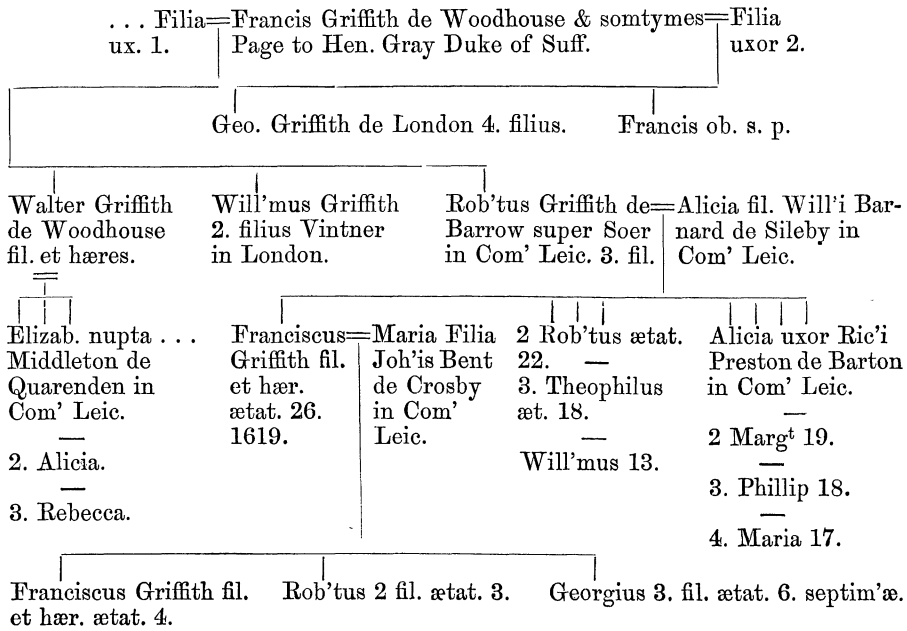 . . . Filia=Francis Griffith de Woodhouse & somtymes=Filia
ux. 1. Page to Hen. Gray Duke of Suff. uxor 2.
Geo. Griffith de London 4. filius. Francis ob. s. p.
Walter Griffith
de Woodhouse
fil. et hæres.
Will'mus Griffith
2. filius Vintner
in London.
Rob'tus Griffith de=Alicia fil. Will'i Bar-
Barrow super Soer nard de Sileby in
in Com' Leic. 3. fil. Com' Leic.
Elizab. nupta . . .
Middleton de
Quarenden in
Com' Leic.
—
2. Alicia.
—
3. Rebecca.
Franciscus=Maria Filia
Griffith fil. Joh'is Bent
et hær. de Crosby
ætat. 26. in Com'
1619. Leic.
2 Rob'tus ætat.
22. —
3. Theophilus
æt. 18.
—
Will'mus 13.
Alicia uxor Ric'i
Preston de Barton
in Com' Leic.
—
2 Margt 19.
—
3. Phillip 18.
—
4. Maria 17.
Franciscus Griffith fil.
et hær. ætat. 4.
Rob'tus 2 fil. ætat. 3.
Georgius 3. fil. ætat. 6. septim'æ.